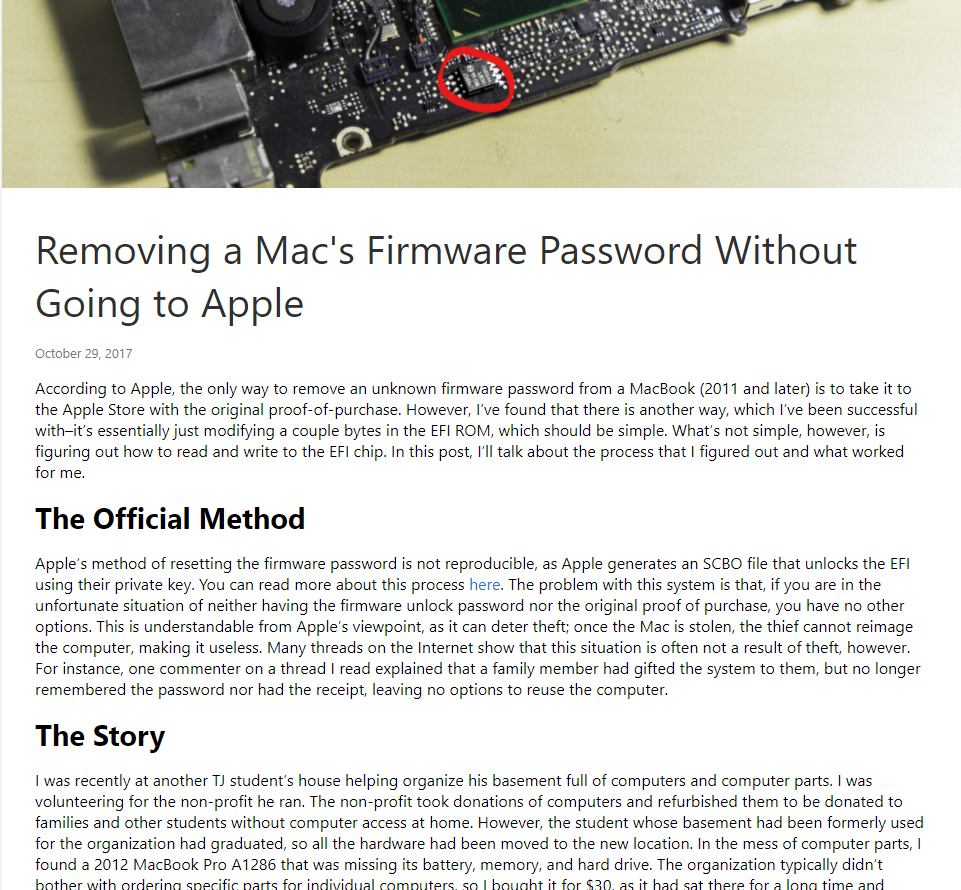 Removing a Mac's Firmware Password Without
Going to Apple
October 29, 2017
According to Apple, the only way to remove an unknown firmware password from a MacBook (2011 and later) is to take it to
the Apple Store with the original proof-of-purchase. However, I’ve found that there is another way, which I’ve been successful
with–it’s essentially just modifying a couple bytes in the EFI ROM, which should be simple. What’s not simple, however, is
figuring out how to read and write to the EFI chip. In this post, I’ll talk about the process that I figured out and what worked
for me.
The Official Method
Apple’s method of resetting the firmware password is not reproducible, as Apple generates an SCBO file that unlocks the EFI
using their private key. You can read more about this process here. The problem with this system is that, if you are in the
unfortunate situation of neither having the firmware unlock password nor the original proof of purchase, you have no other
options. This is understandable from Apple’s viewpoint, as it can deter theft; once the Mac is stolen, the thief cannot reimage
the computer, making it useless. Many threads on the Internet show that this situation is often not a result of theft, however.
For instance, one commenter on a thread I read explained that a family member had gifted the system to them, but no longer
remembered the password nor had the receipt, leaving no options to reuse the computer.
The Story
I was recently at another TJ student’s house helping organize his basement full of computers and computer parts. I was
volunteering for the non-profit he ran. The non-profit took donations of computers and refurbished them to be donated to
families and other students without computer access at home. However, the student whose basement had been formerly used
for the organization had graduated, so all the hardware had been moved to the new location. In the mess of computer parts, I
found a 2012 MacBook Pro A1286 that was missing its battery, memory, and hard drive. The organization typically didn’t
bother with ordering specific parts for individual computers, so I bought it for $30, as it had sat there for a long time and